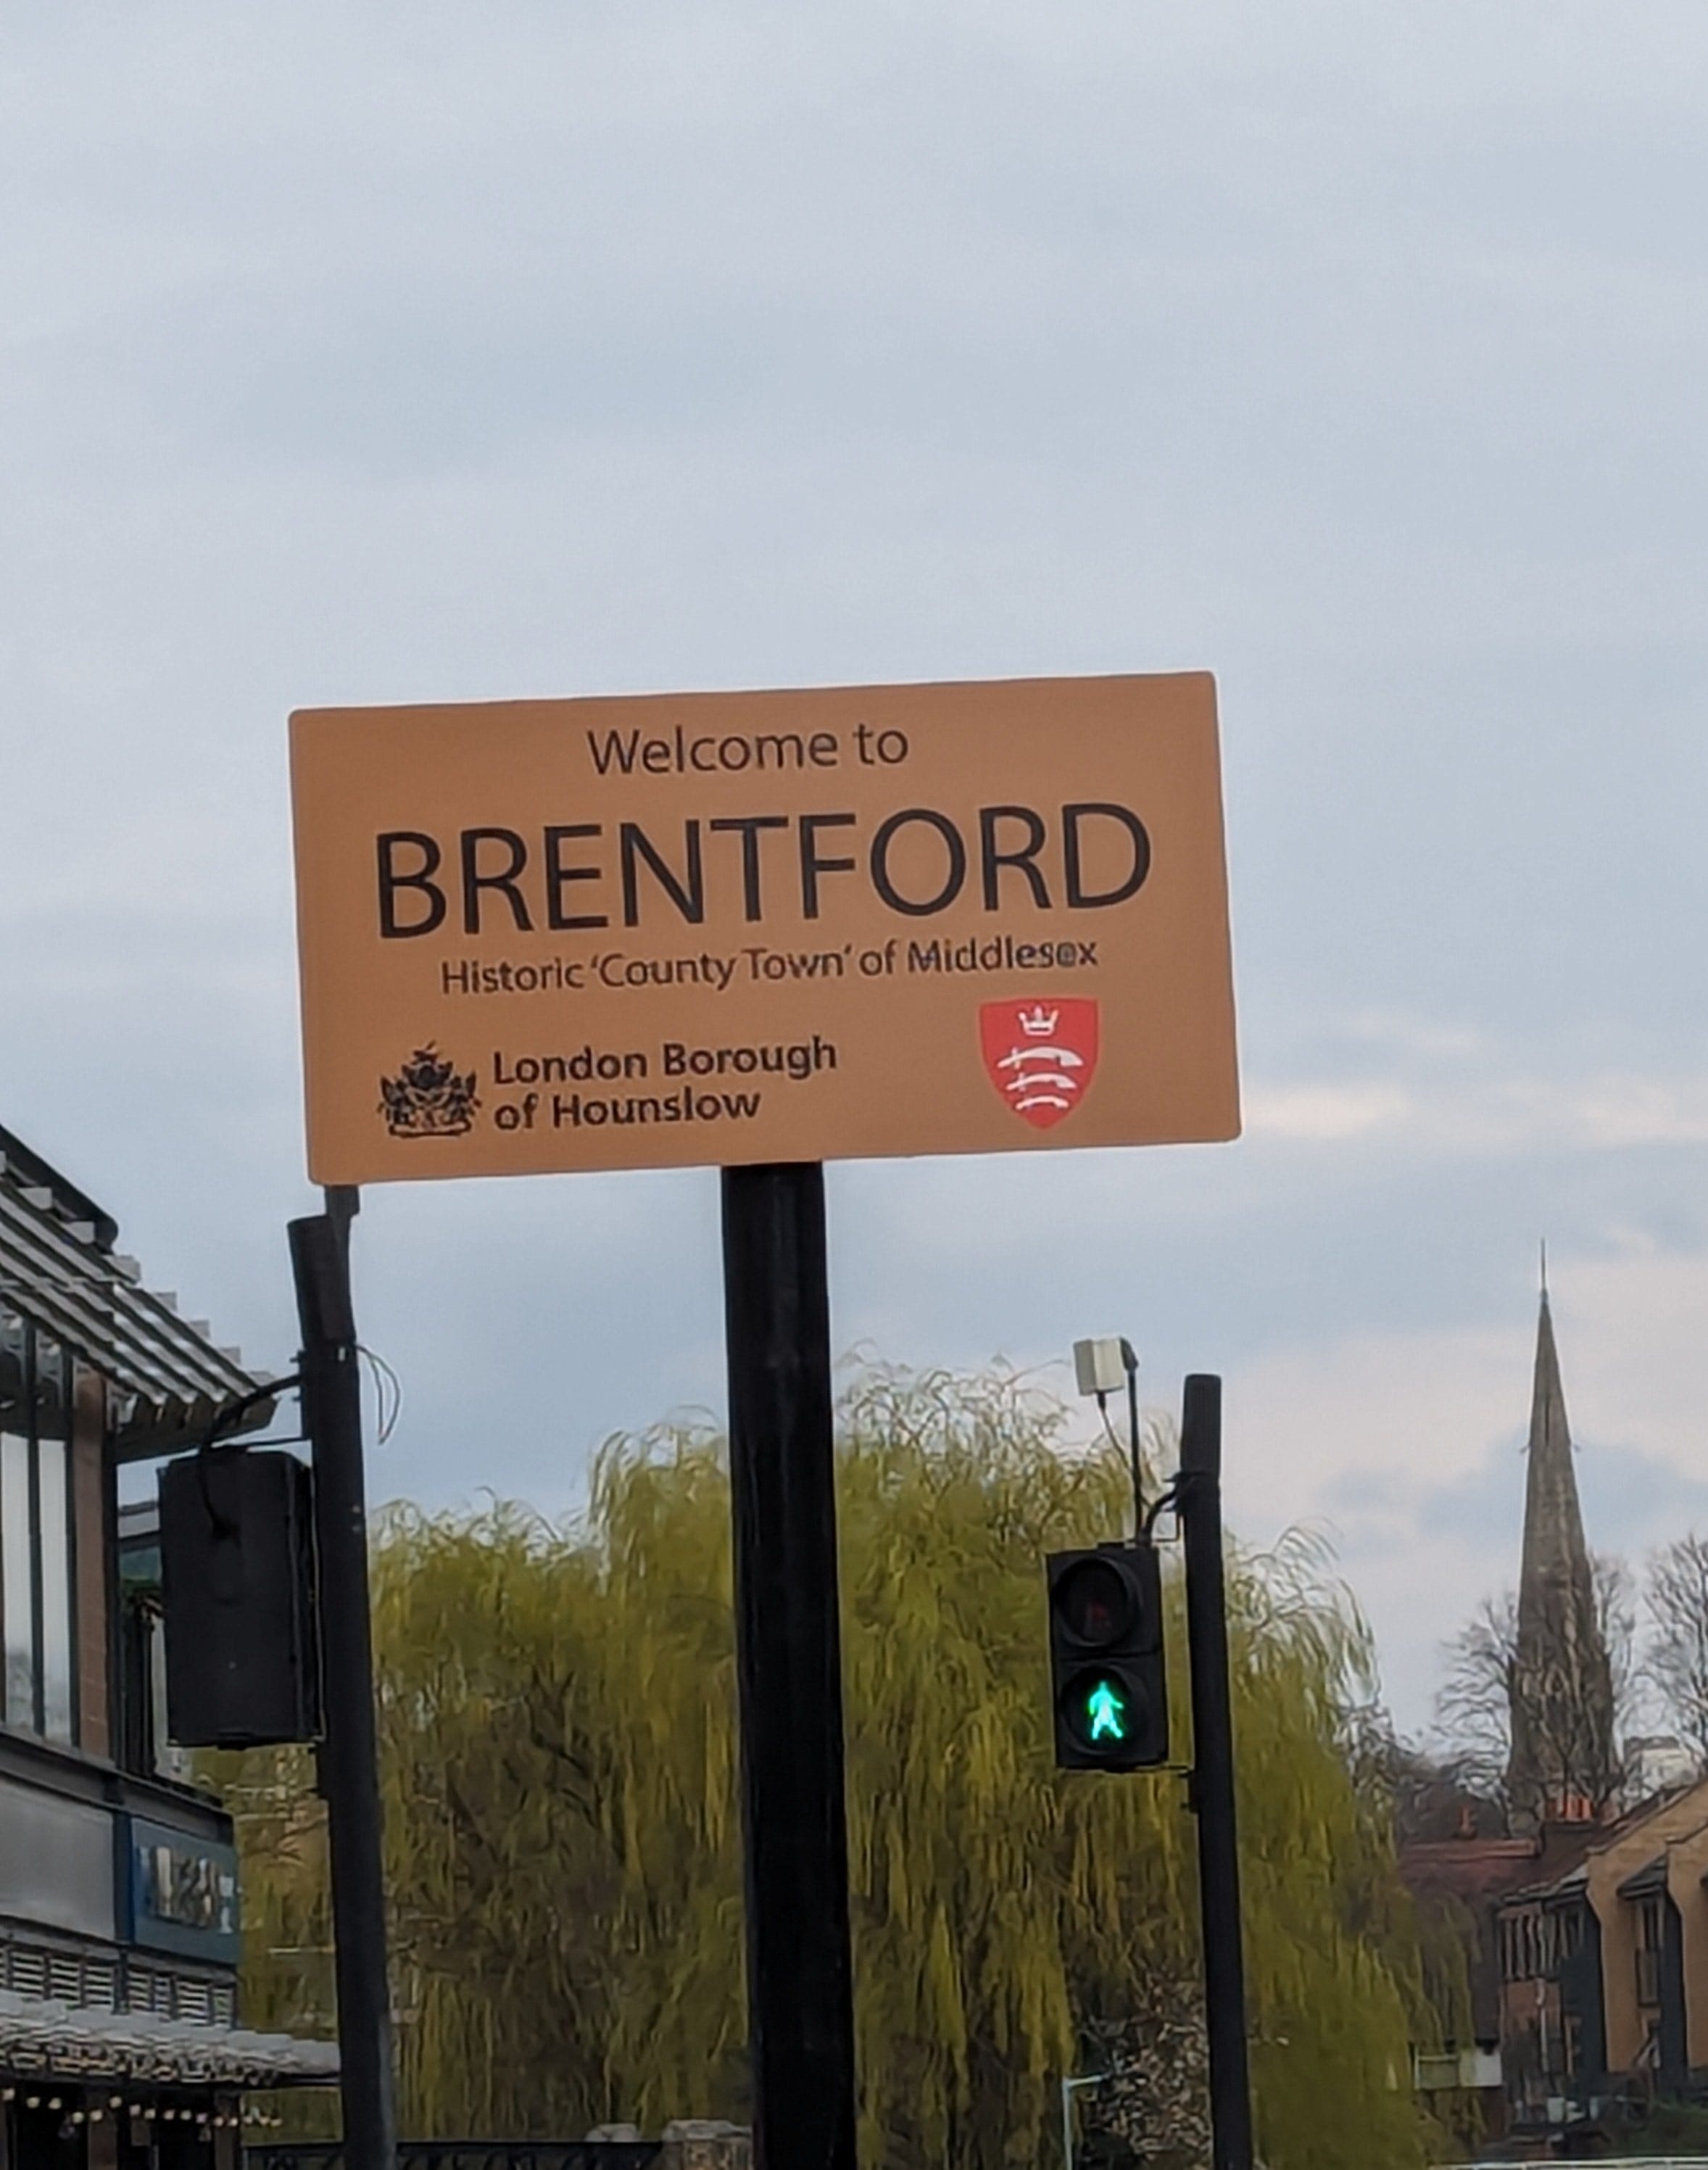 Welcome to
BRENTFORD
Historic ‘County Town’ of Middlesex
London Borough
of Hounslow